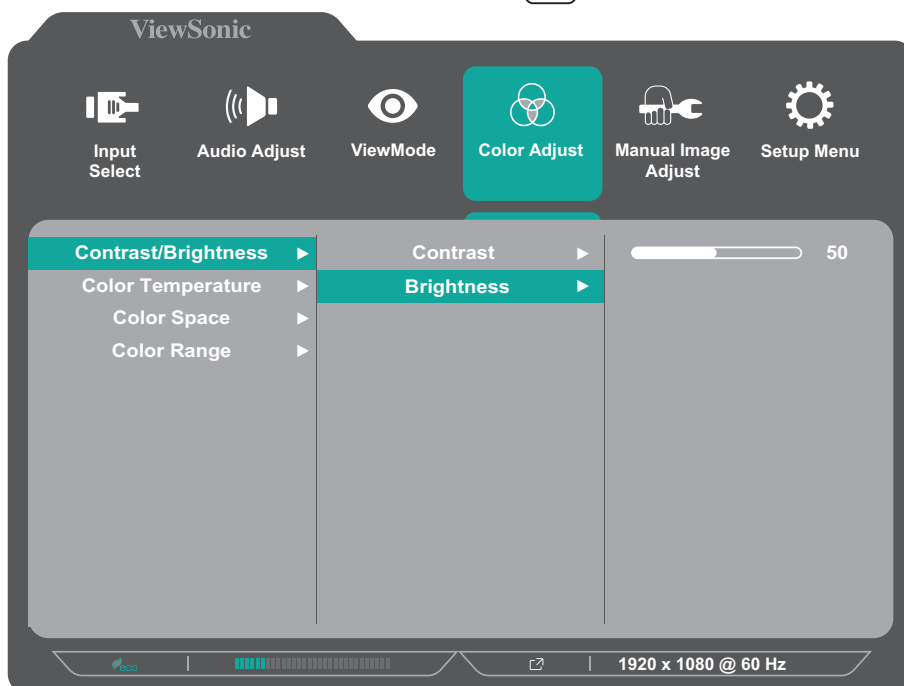 ViewSonic
Input
Select
Audio Adjust
ViewMode
Color Adjust
Manual Image
Adjust
Setup Menu
Contrast/Brightness
Contrast
50
Color Temperature
Brightness
Color Space
Color Range
eco
1920 x 1080 @ 60 Hz